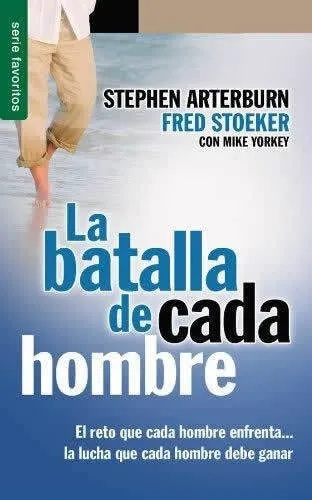 serie favoritos
STEPHEN ARTERBURN
FRED STOEKER
CON MIKE YORKEY
La
batalla
de cada
hombre
El reto que cada hombre enfrenta...
la lucha que cada hombre debe ganar